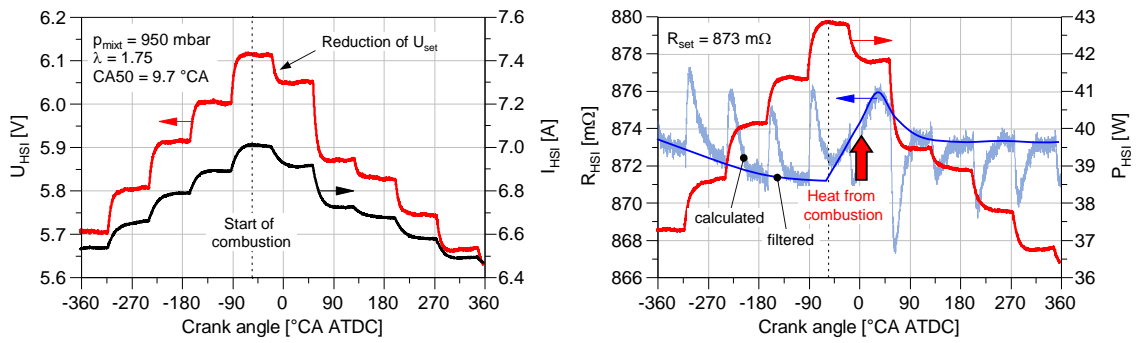 6.2
6.1
6.0
5.9
5.8
5.7
5.6
U_HSI [V]
p_mixt = 950 mbar
λ = 1.75
CA50 = 9.7 °CA
Reduction of U_set
Start of
combustion
7.6
7.4
7.2
7.0
6.8
6.6
6.4
I_HSI [A]
-360 -270 -180 -90 0 90 180 270 360
Crank angle [°CA ATDC]
880
878
876
874
872
870
868
866
R_HSI [mΩ]
R_set = 873 mΩ
calculated
filtered
Heat from
combustion
43
42
41
40
39
38
37
36
P_HSI [W]
-360 -270 -180 -90 0 90 180 270 360
Crank angle [°CA ATDC]